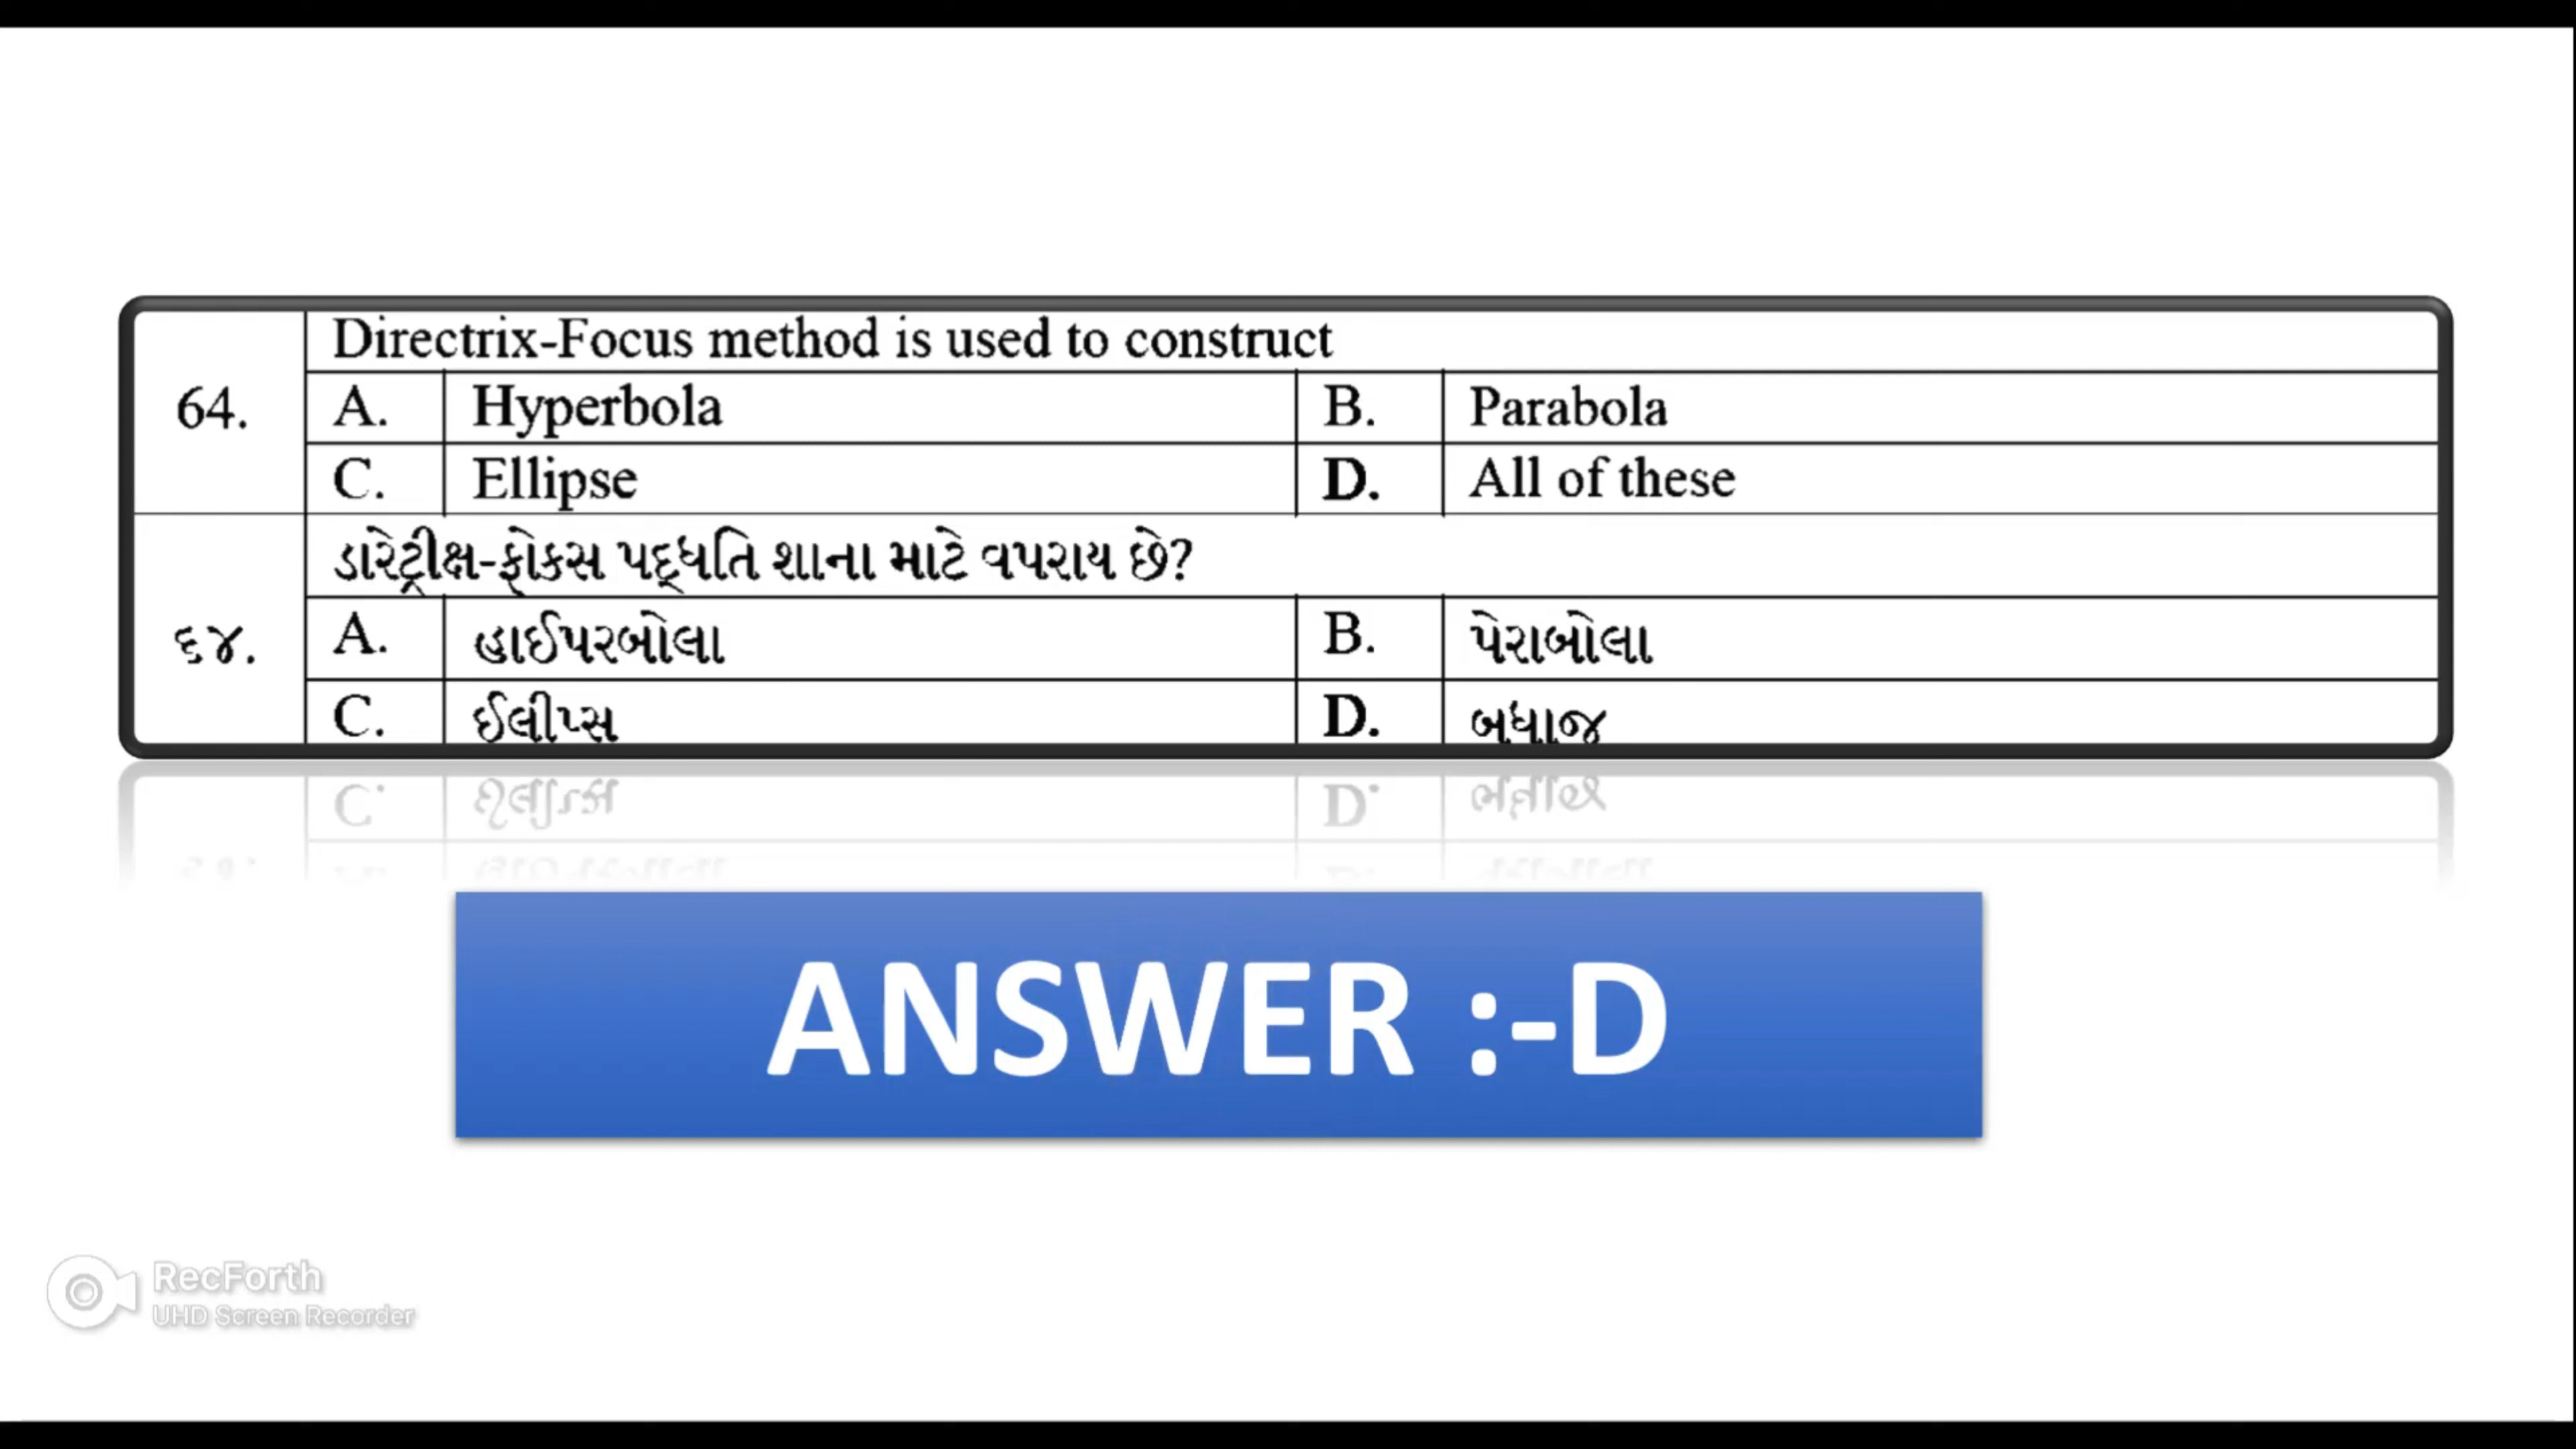 64.
Directrix-Focus method is used to construct
A. Hyperbola B. Parabola
C. Ellipse D. All of these
૬૪.
ડારેટ્રીક્ષ-ફોકસ પદ્ધતિ શાના માટે વપરાય છે?
A. હાઈપરબોલા B. પેરાબોલા
C. ઈલીપ્સ D. બધાજ
ANSWER :-D
RecForth
UHD Screen Recorder